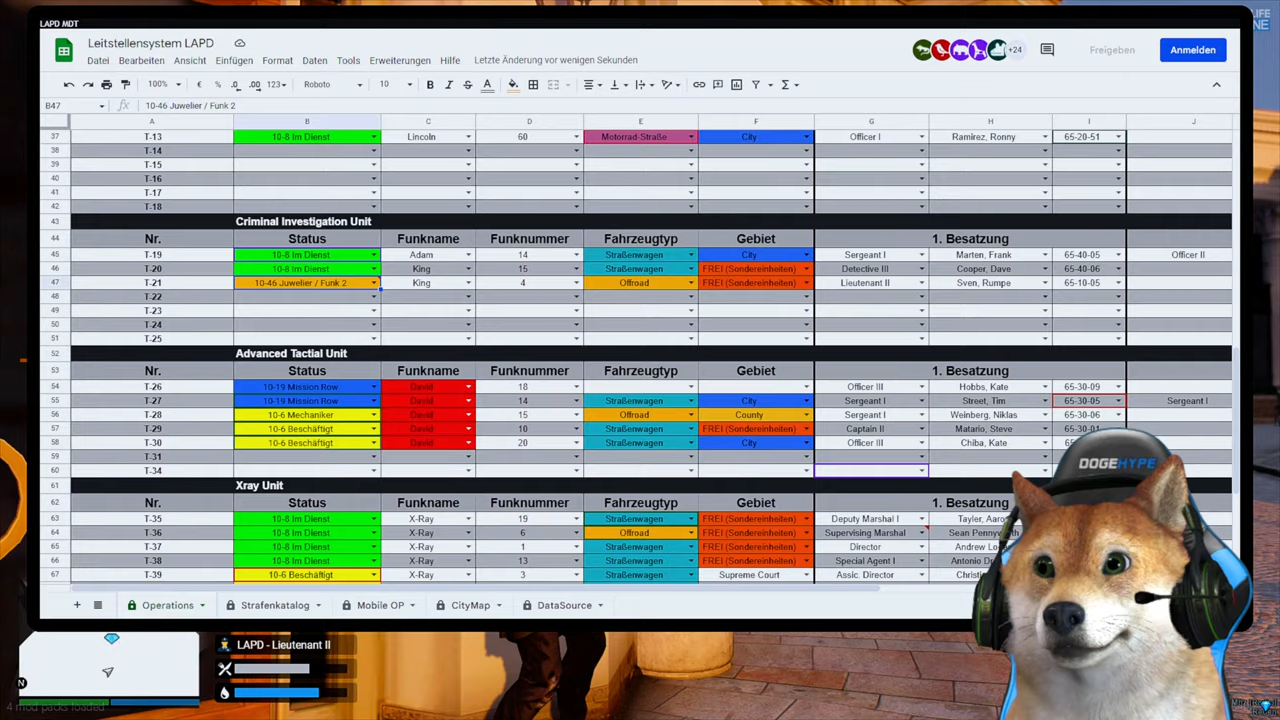 LAPD MDT
Leitstellensystem LAPD
Datei Bearbeiten Ansicht Einfügen Format Daten Tools Erweiterungen Hilfe Letzte Änderung vor wenigen Sekunden
+24 Freigeben Anmelden
100% € % .0 .00 123 Roboto 10 B I S A
B47 fx 10-46 Juwelier / Funk 2
A B C D E F G H I J
37 T-13 10-8 Im Dienst Lincoln 60 Motorrad-Straße City Officer I Ramirez, Ronny 65-20-51
38 T-14
39 T-15
40 T-16
41 T-17
42 T-18
43 Criminal Investigation Unit
44 Nr. Status Funkname Funknummer Fahrzeugtyp Gebiet 1. Besatzung
45 T-19 10-8 Im Dienst Adam 14 Straßenwagen City Sergeant I Marten, Frank 65-40-05 Officer II
46 T-20 10-8 Im Dienst King 15 Straßenwagen FREI (Sondereinheiten) Detective III Cooper, Dave 65-40-06
47 T-21 10-46 Juwelier / Funk 2 King 4 Offroad FREI (Sondereinheiten) Lieutenant II Sven, Rumpe 65-10-05
48 T-22
49 T-23
50 T-24
51 T-25
52 Advanced Tactial Unit
53 Nr. Status Funkname Funknummer Fahrzeugtyp Gebiet 1. Besatzung
54 T-26 10-19 Mission Row David 18 Officer III Hobbs, Kate 65-30-09
55 T-27 10-19 Mission Row David 14 Straßenwagen City Sergeant I Street, Tim 65-30-05 Sergeant I
56 T-28 10-6 Mechaniker David 15 Offroad County Sergeant I Weinberg, Niklas 65-30-06
57 T-29 10-6 Beschäftigt David 10 Straßenwagen FREI (Sondereinheiten) Captain II Matario, Steve 65-30-01
58 T-30 10-6 Beschäftigt David 20 Straßenwagen City Officer III Chiba, Kate
59 T-31
60 T-34
61 Xray Unit
62 Nr. Status Funkname Funknummer Fahrzeugtyp Gebiet 1. Besatzung
63 T-35 10-8 Im Dienst X-Ray 19 Straßenwagen FREI (Sondereinheiten) Deputy Marshal I Tayler,
64 T-36 10-8 Im Dienst X-Ray 6 Offroad FREI (Sondereinheiten) Supervising Marshal Sean
65 T-37 10-8 Im Dienst X-Ray 1 Straßenwagen FREI (Sondereinheiten) Director Andrew
66 T-38 10-8 Im Dienst X-Ray 13 Straßenwagen FREI (Sondereinheiten) Special Agent I Antonio
67 T-39 10-6 Beschäftigt X-Ray 3 Straßenwagen Supreme Court Assic. Director
DOGEHYPE
+ Operations Strafenkatalog Mobile OP CityMap DataSource
LAPD - Lieutenant II
N
4 mod packs loaded